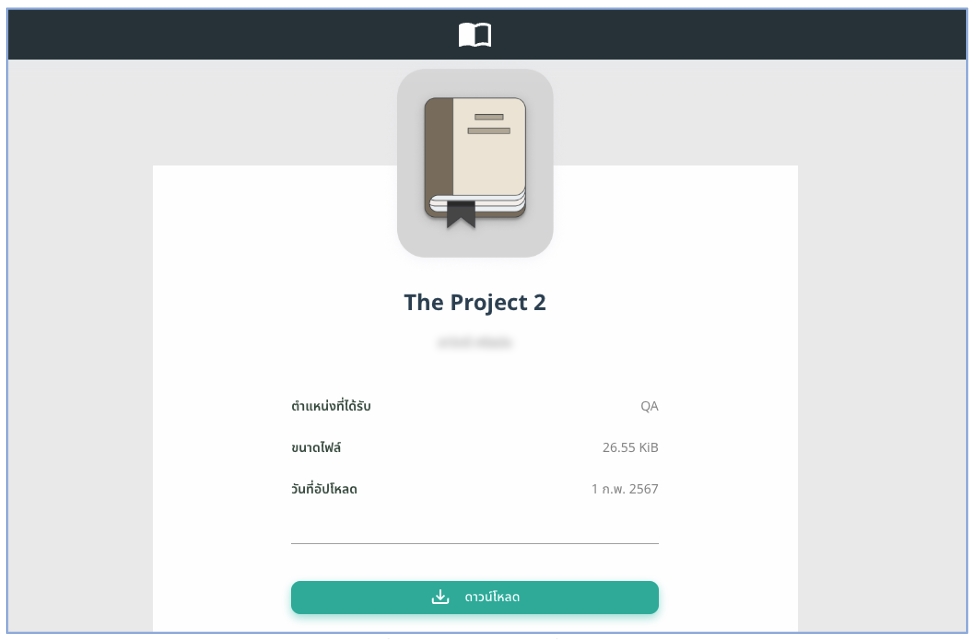 The Project 2
ตำแหน่งที่ได้รับ QA
ขนาดไฟล์ 26.55 KiB
วันที่อัปโหลด 1 ก.พ. 2567
ดาวน์โหลด